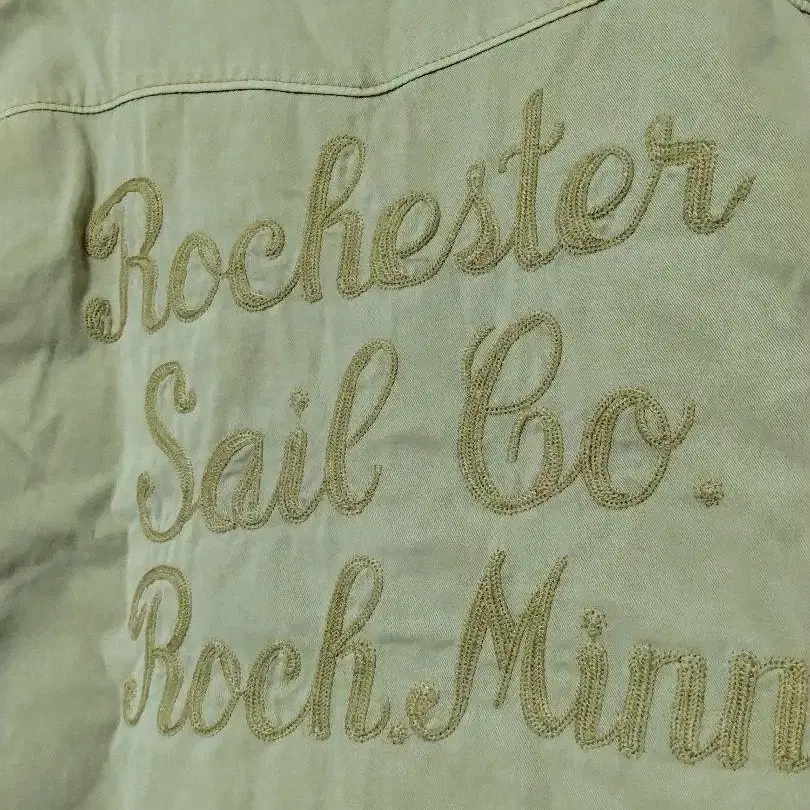 Rochester
Sail Co.
Roch. Minn